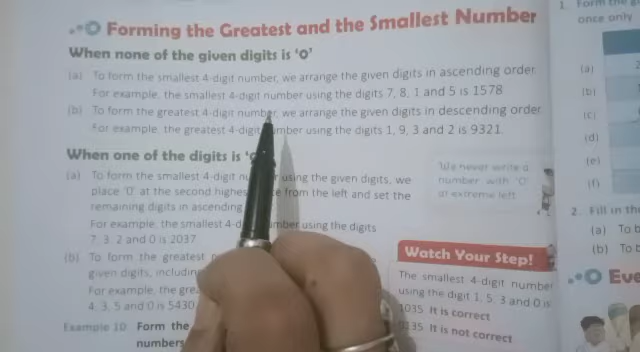 Forming the Greatest and the Smallest Number
When none of the given digits is '0'
(a) To form the smallest 4-digit number, we arrange the given digits in ascending order.
For example, the smallest 4-digit number using the digits 7, 8, 1 and 5 is 1578
(b) To form the greatest 4-digit number, we arrange the given digits in descending order.
For example, the greatest 4-digit using the digits 1, 9, 3 and 2 is 9321.
When one of the digits is
(a) To form the smallest 4-digit using the given digits, we
place '0' at the second from the left and set the
remaining digits in ascending
For example, the smallest using the digits
7, 3, 2 and 0 is 2037
(b) To form the greatest
given digits,
For example, the
4, 3, 5 and 0 is 5430
Example 10: Form the
numbers
We never write a
number with '0'
at extreme left
Watch Your Step!
The smallest 4-digit number
using the digit 1, 5, 3 and 0 is
1035 It is correct
It is not correct
1. Form the
once only
(a)
(b)
(c)
(d)
(e)
(f)
2. Fill in
(a) To
(b) To